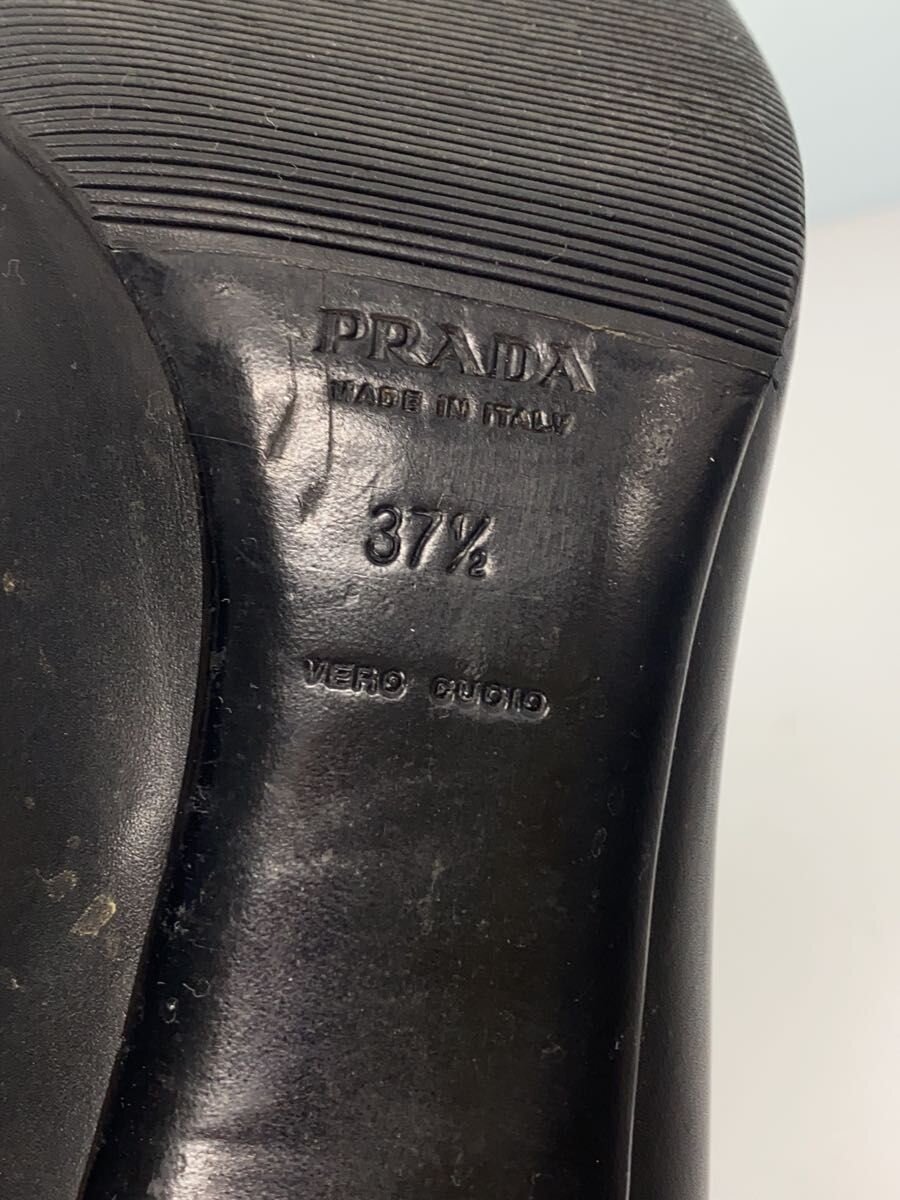 PRADA
MADE IN ITALY
37½
VERO CUOIO